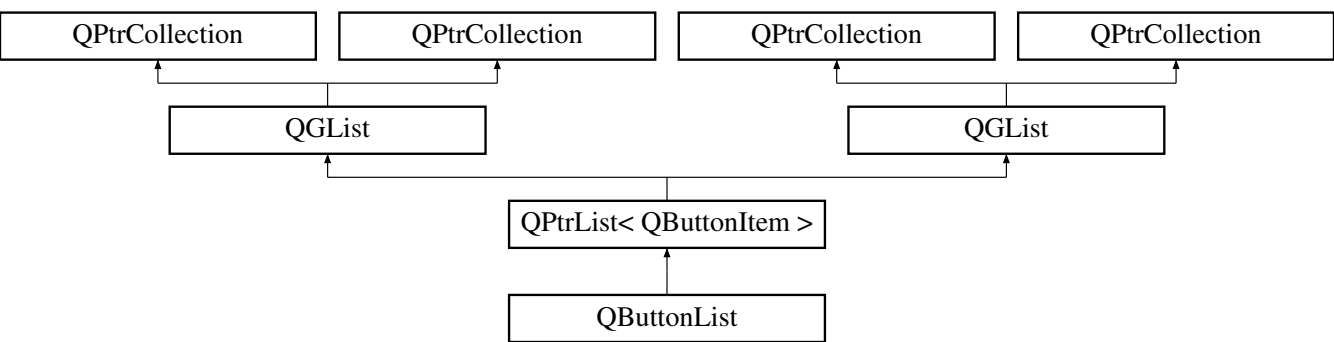 QPtrCollection
QPtrCollection
QPtrCollection
QPtrCollection
QGList
QGList
QPtrList< QButtonItem >
QButtonList